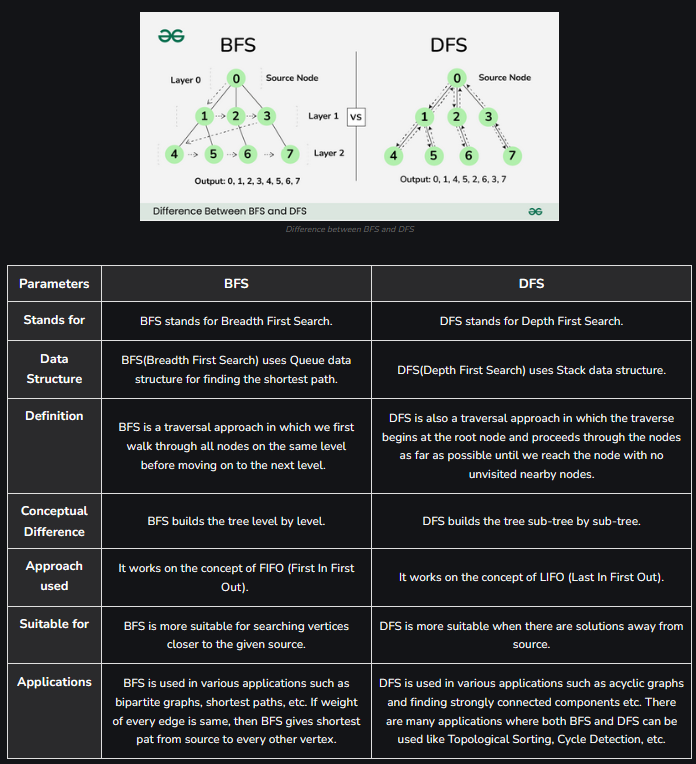 BFS
DFS
Layer 0
0
Source Node
0
Source Node
1
2
3
Layer 1
VS
1
2
3
4
5
6
7
Layer 2
4
5
6
7
Output: 0, 1, 2, 3, 4, 5, 6, 7
Output: 0, 1, 4, 5, 2, 6, 3, 7
Difference Between BFS and DFS
Difference between BFS and DFS
Parameters
BFS
DFS
Stands for
BFS stands for Breadth First Search.
DFS stands for Depth First Search.
Data
Structure
BFS(Breadth First Search) uses Queue data
structure for finding the shortest path.
DFS(Depth First Search) uses Stack data structure.
Definition
BFS is a traversal approach in which we first
walk through all nodes on the same level
before moving on to the next level.
DFS is also a traversal approach in which the traverse
begins at the root node and proceeds through the nodes
as far as possible until we reach the node with no
unvisited nearby nodes.
Conceptual
Difference
BFS builds the tree level by level.
DFS builds the tree sub-tree by sub-tree.
Approach
used
It works on the concept of FIFO (First In First
Out).
It works on the concept of LIFO (Last In First Out).
Suitable for
BFS is more suitable for searching vertices
closer to the given source.
DFS is more suitable when there are solutions away from
source.
Applications
BFS is used in various applications such as
bipartite graphs, shortest paths, etc. If weight
of every edge is same, then BFS gives shortest
pat from source to every other vertex.
DFS is used in various applications such as acyclic graphs
and finding strongly connected components etc. There
are many applications where both BFS and DFS can be
used like Topological Sorting, Cycle Detection, etc.